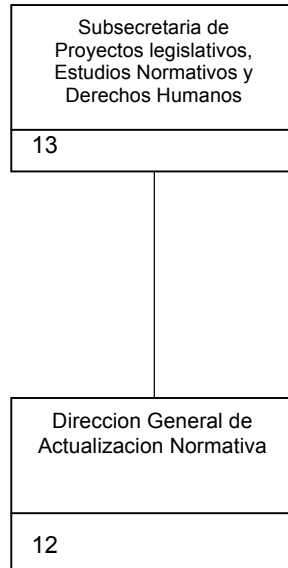 Subsecretaria de
Proyectos legislativos,
Estudios Normativos y
Derechos Humanos
13
Direccion General de
Actualizacion Normativa
12